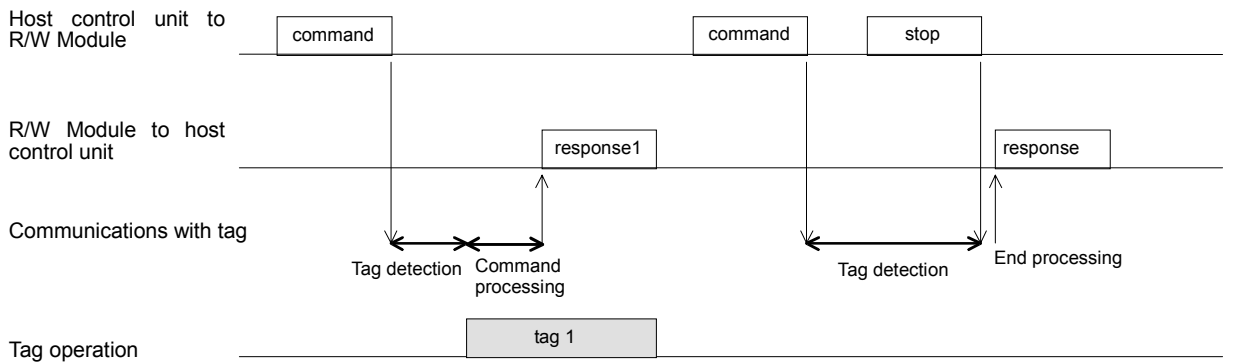 Host control unit to
R/W Module
command
command
stop
R/W Module to host
control unit
response1
response
Communications with tag
Tag detection
Command
processing
Tag detection
End processing
tag 1
Tag operation